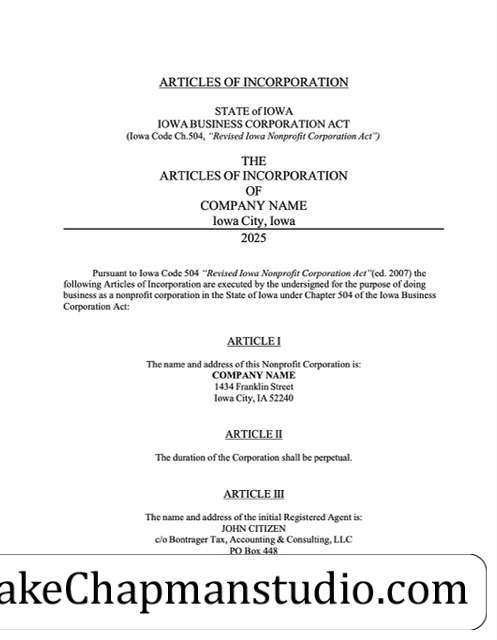 ARTICLES OF INCORPORATION
STATE of IOWA
IOWA BUSINESS CORPORATION ACT
(Iowa Code Ch.504, “Revised Iowa Nonprofit Corporation Act”)
THE
ARTICLES OF INCORPORATION
OF
COMPANY NAME
Iowa City, Iowa
2025
Pursuant to Iowa Code 504 “Revised Iowa Nonprofit Corporation Act”(ed. 2007) the
following Articles of Incorporation are executed by the undersigned for the purpose of doing
business as a nonprofit corporation in the State of Iowa under Chapter 504 of the Iowa Business
Corporation Act:
ARTICLE I
The name and address of this Nonprofit Corporation is:
COMPANY NAME
1434 Franklin Street
Iowa City, IA 52240
ARTICLE II
The duration of the Corporation shall be perpetual.
ARTICLE III
The name and address of the initial Registered Agent is:
JOHN CITIZEN
c/o Bontrager Tax, Accounting & Consulting, LLC
PO Box 448
akeChapmanstudio.com